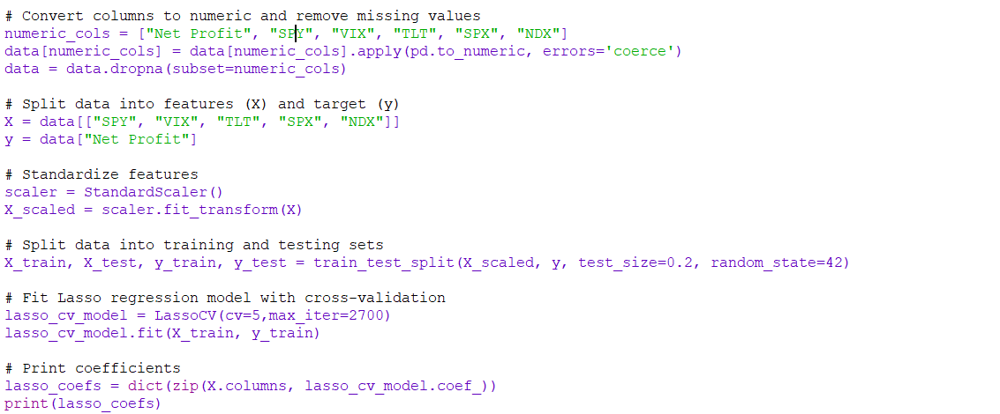 # Convert columns to numeric and remove missing values
numeric_cols = ["Net Profit", "SPY", "VIX", "TLT", "SPX", "NDX"]
data[numeric_cols] = data[numeric_cols].apply(pd.to_numeric, errors='coerce')
data = data.dropna(subset=numeric_cols)

# Split data into features (X) and target (y)
X = data[["SPY", "VIX", "TLT", "SPX", "NDX"]]
y = data["Net Profit"]

# Standardize features
scaler = StandardScaler()
X_scaled = scaler.fit_transform(X)

# Split data into training and testing sets
X_train, X_test, y_train, y_test = train_test_split(X_scaled, y, test_size=0.2, random_state=42)

# Fit Lasso regression model with cross-validation
lasso_cv_model = LassoCV(cv=5,max_iter=2700)
lasso_cv_model.fit(X_train, y_train)

# Print coefficients
lasso_coefs = dict(zip(X.columns, lasso_cv_model.coef_))
print(lasso_coefs)